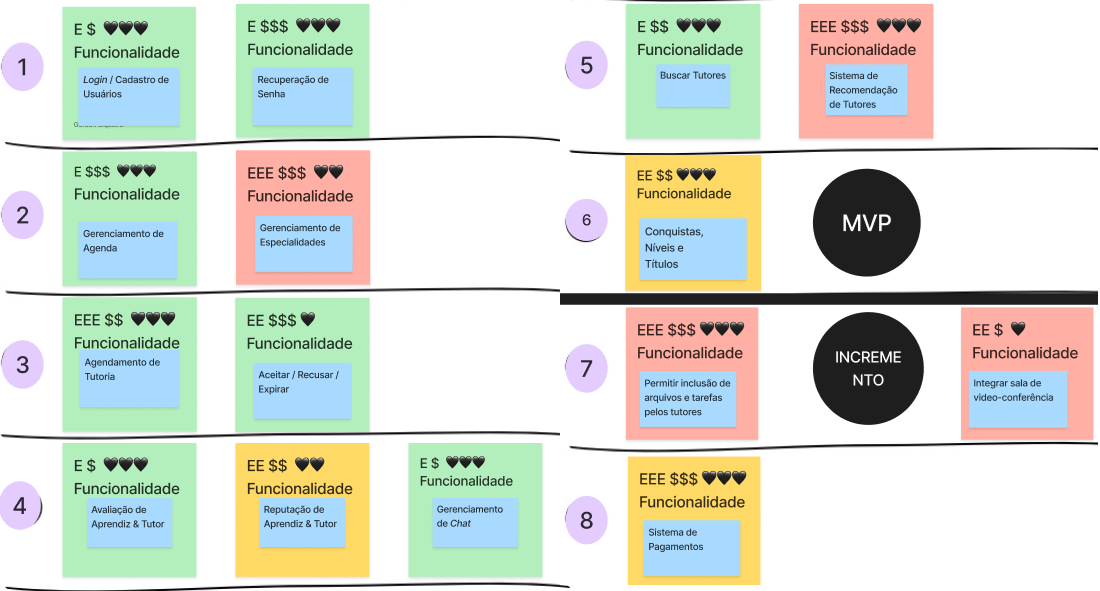 1
E $ 🖤🖤🖤
Funcionalidade
Login / Cadastro de
Usuários
E $$$ 🖤🖤🖤
Funcionalidade
Recuperação de
Senha
2
E $$$ 🖤🖤🖤
Funcionalidade
Gerenciamento de
Agenda
EEE $$$ 🖤🖤
Funcionalidade
Gerenciamento de
Especialidades
3
EEE $$ 🖤🖤🖤
Funcionalidade
Agendamento de
Tutoria
EE $$$ 🖤
Funcionalidade
Aceitar / Recusar /
Expirar
4
E $ 🖤🖤🖤
Funcionalidade
Avaliação de
Aprendiz & Tutor
EE $$ 🖤🖤
Funcionalidade
Reputação de
Aprendiz & Tutor
E $ 🖤🖤🖤
Funcionalidade
Gerenciamento
de Chat
5
E $$ 🖤🖤🖤
Funcionalidade
Buscar Tutores
EEE $$$ 🖤🖤🖤
Funcionalidade
Sistema de
Recomendação
de Tutores
6
EE $$ 🖤🖤🖤
Funcionalidade
Conquistas,
Níveis e
Títulos
MVP
7
EEE $$$ 🖤🖤🖤
Funcionalidade
Permitir inclusão de
arquivos e tarefas
pelos tutores
INCREME
NTO
EE $ 🖤
Funcionalidade
Integrar sala de
video-conferência
8
EEE $$$ 🖤🖤🖤
Funcionalidade
Sistema de
Pagamentos